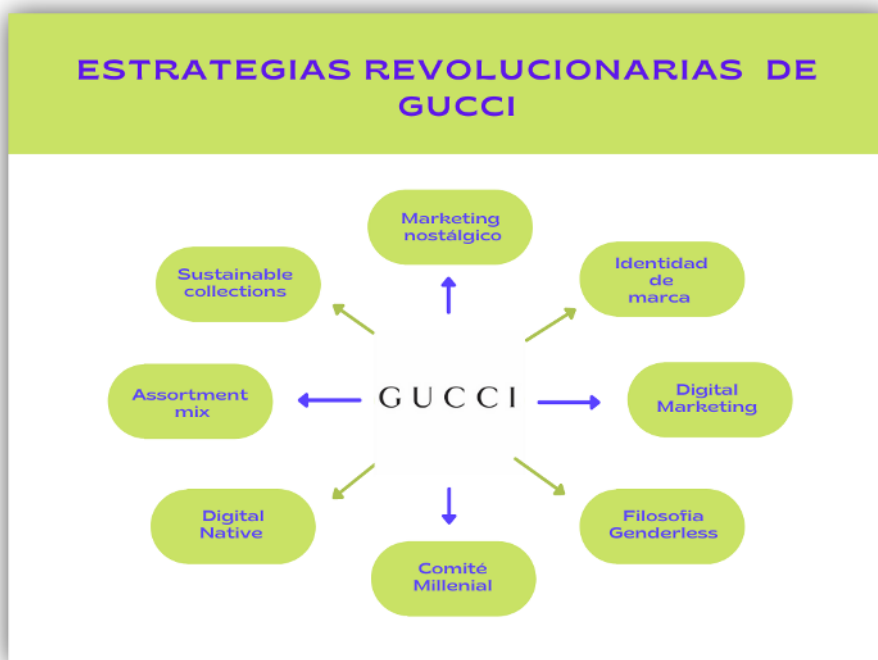 ESTRATEGIAS REVOLUCIONARIAS DE
GUCCI
Marketing
nostálgico
Sustainable
collections
Identidad
de
marca
Assortment
mix
GUCCI
Digital
Marketing
Digital
Native
Filosofia
Genderless
Comité
Millenial